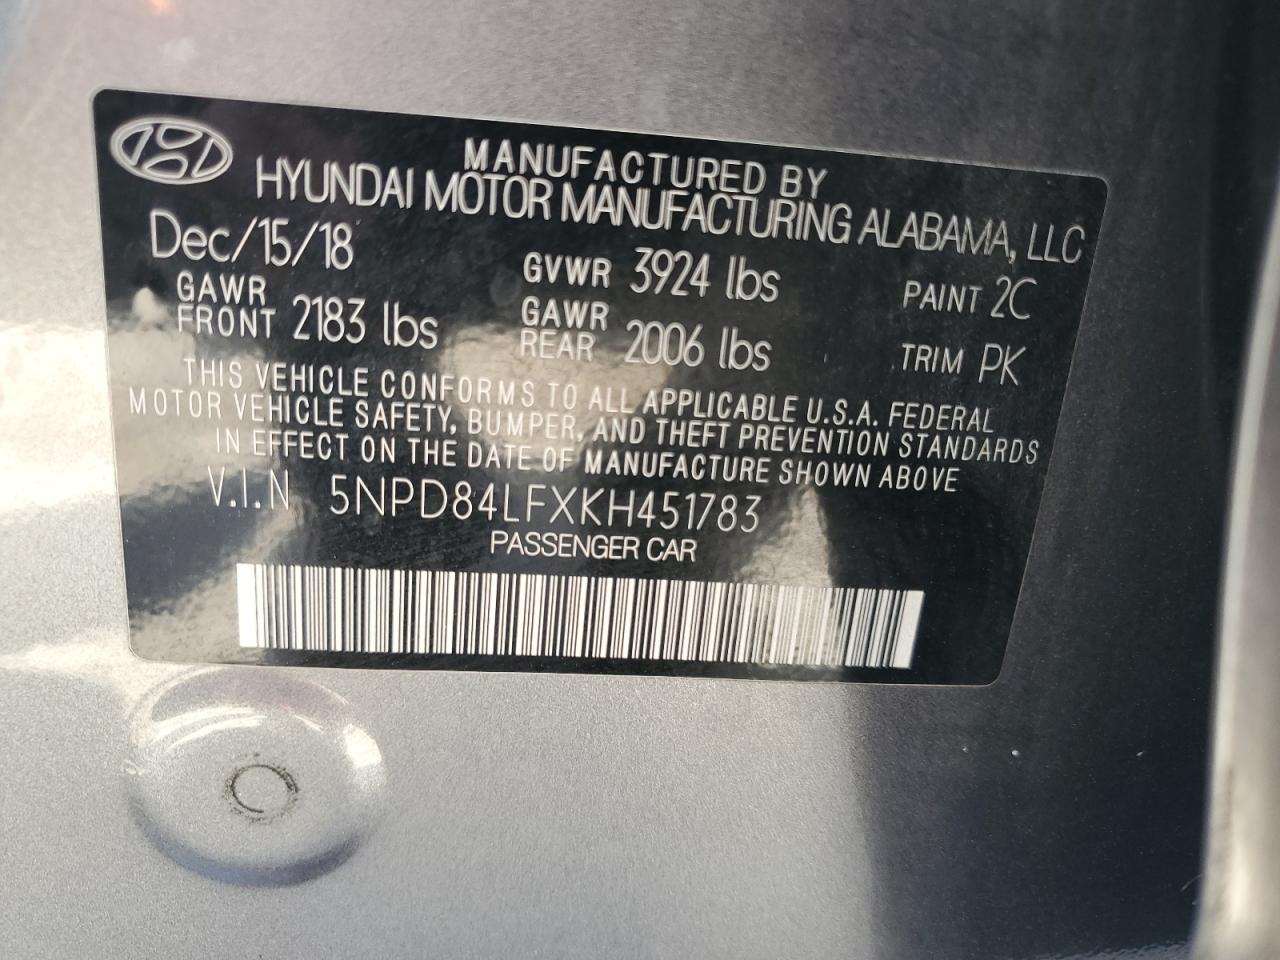 MANUFACTURED BY
HYUNDAI MOTOR MANUFACTURING ALABAMA, LLC
Dec/15/18 GVWR 3924 lbs PAINT 2C
GAWR FRONT 2183 lbs GAWR REAR 2006 lbs TRIM PK
THIS VEHICLE CONFORMS TO ALL APPLICABLE U.S.A. FEDERAL
MOTOR VEHICLE SAFETY, BUMPER, AND THEFT PREVENTION STANDARDS
IN EFFECT ON THE DATE OF MANUFACTURE SHOWN ABOVE
V.I.N 5NPD84LFXKH451783
PASSENGER CAR